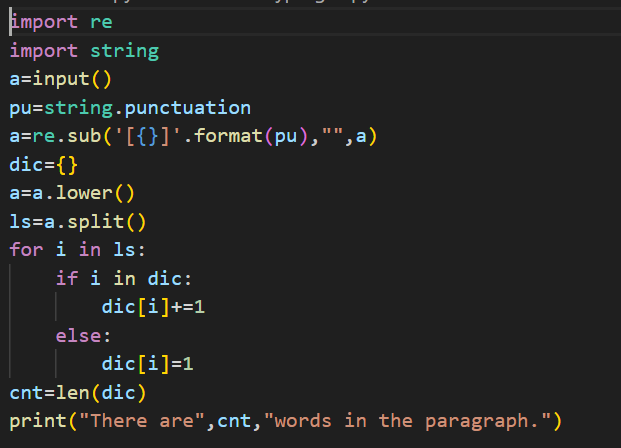 import re
import string
a=input()
pu=string.punctuation
a=re.sub('[{}]'.format(pu),"",a)
dic={}
a=a.lower()
ls=a.split()
for i in ls:
    if i in dic:
        dic[i]+=1
    else:
        dic[i]=1
cnt=len(dic)
print("There are",cnt,"words in the paragraph.")